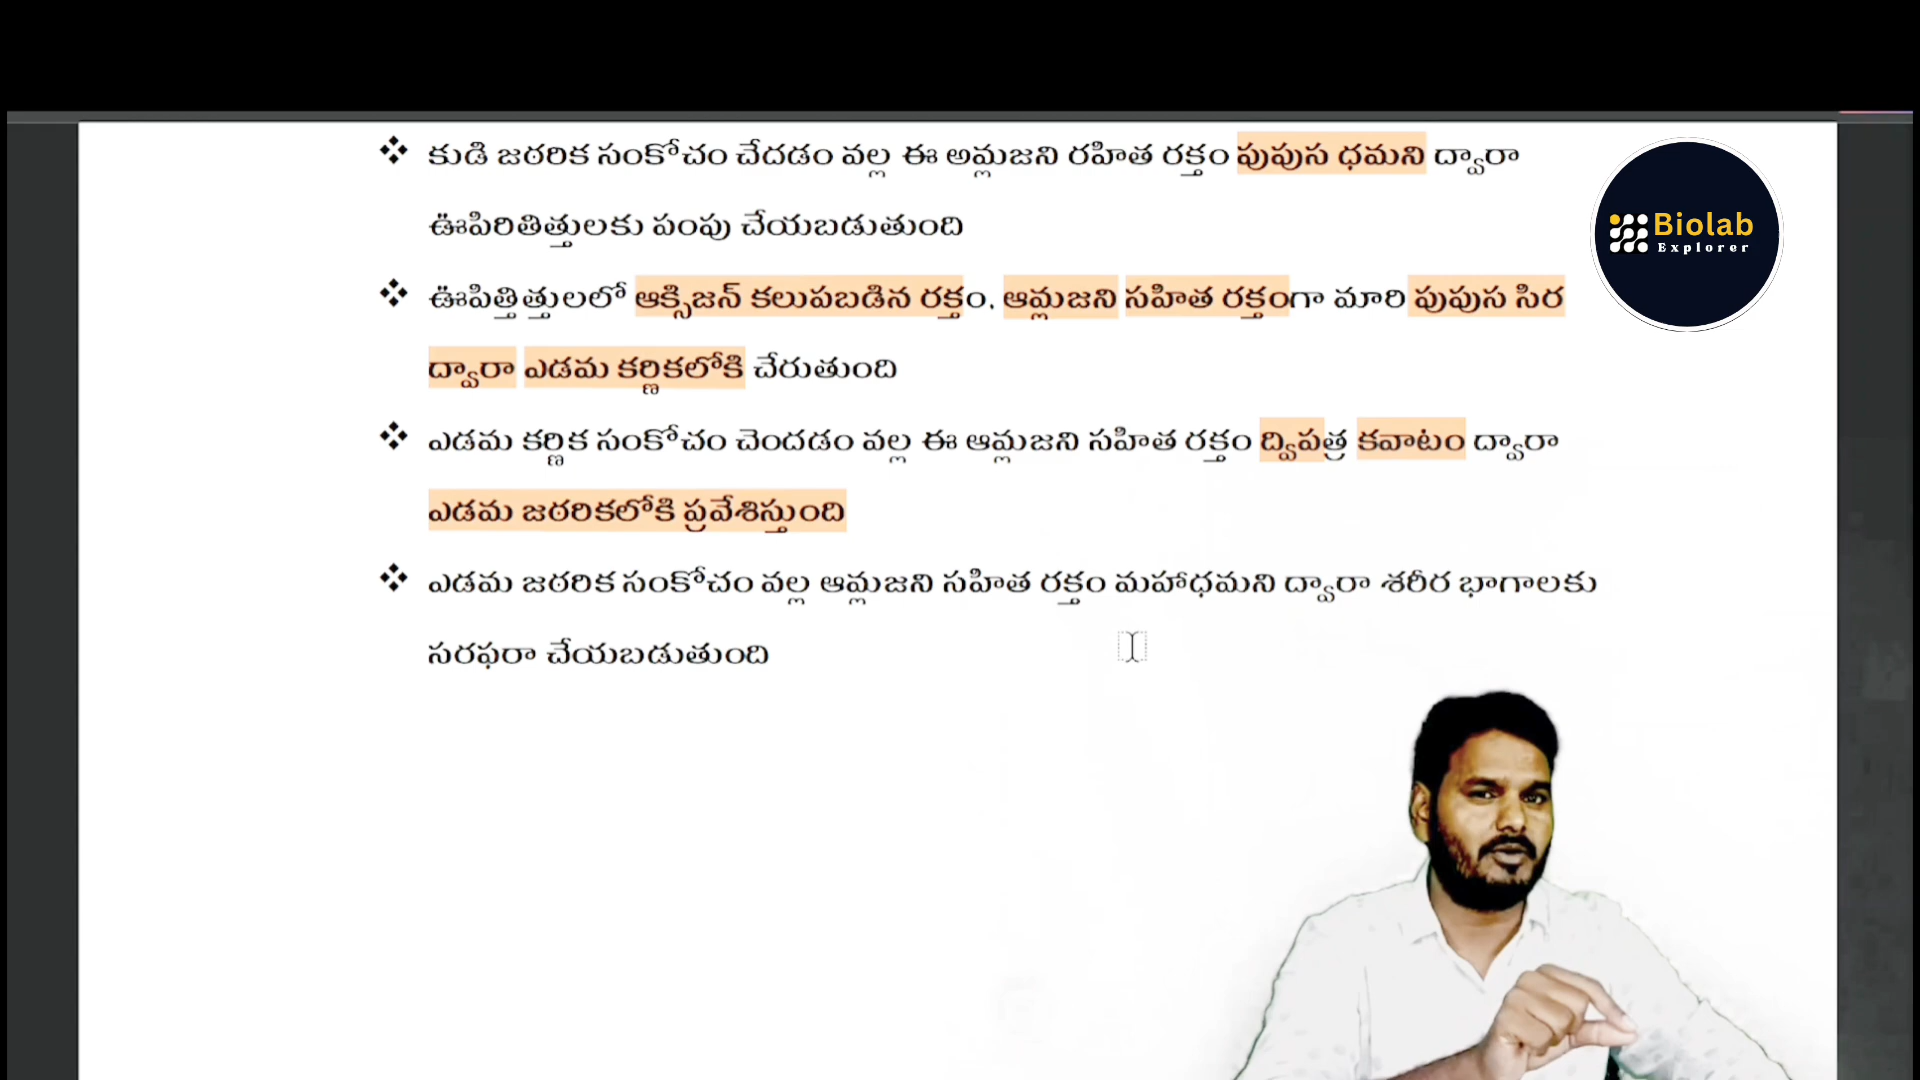 ❖ కుడి జఠరిక సంకోచం చేదడం వల్ల ఈ అమ్లజని రహిత రక్తం పుపుస ధమని ద్వారా
ఊపిరితిత్తులకు పంపు చేయబడుతుంది
❖ ఊపిత్తిత్తులలో ఆక్సిజన్ కలుపబడిన రక్తం, ఆమ్లజని సహిత రక్తంగా మారి పుపుస సిర
ద్వారా ఎడమ కర్ణికలోకి చేరుతుంది
❖ ఎడమ కర్ణిక సంకోచం చెందడం వల్ల ఈ ఆమ్లజని సహిత రక్తం ద్విపత్ర కవాటం ద్వారా
ఎడమ జఠరికలోకి ప్రవేశిస్తుంది
❖ ఎడమ జఠరిక సంకోచం వల్ల ఆమ్లజని సహిత రక్తం మహాధమని ద్వారా శరీర భాగాలకు
సరఫరా చేయబడుతుంది
Biolab
Explorer